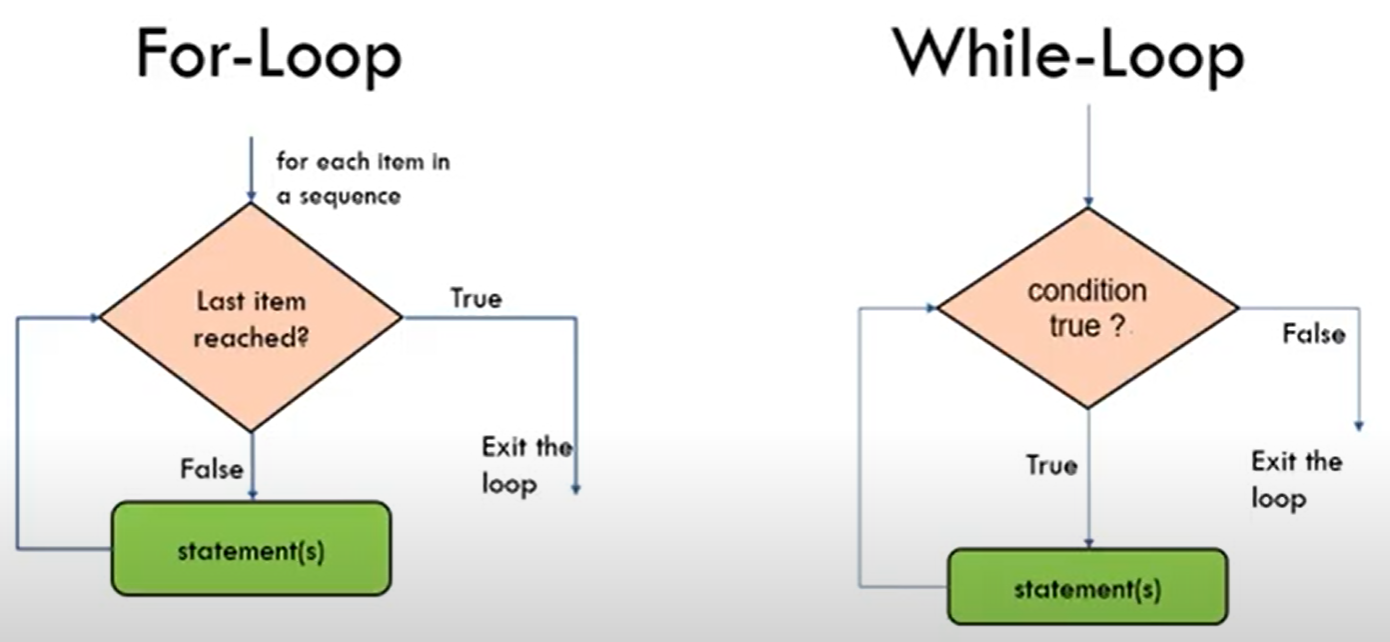 For-Loop
for each item in
a sequence
Last item
reached?
True
False
Exit the
loop
statement(s)
While-Loop
condition
true ?
False
True
Exit the
loop
statement(s)